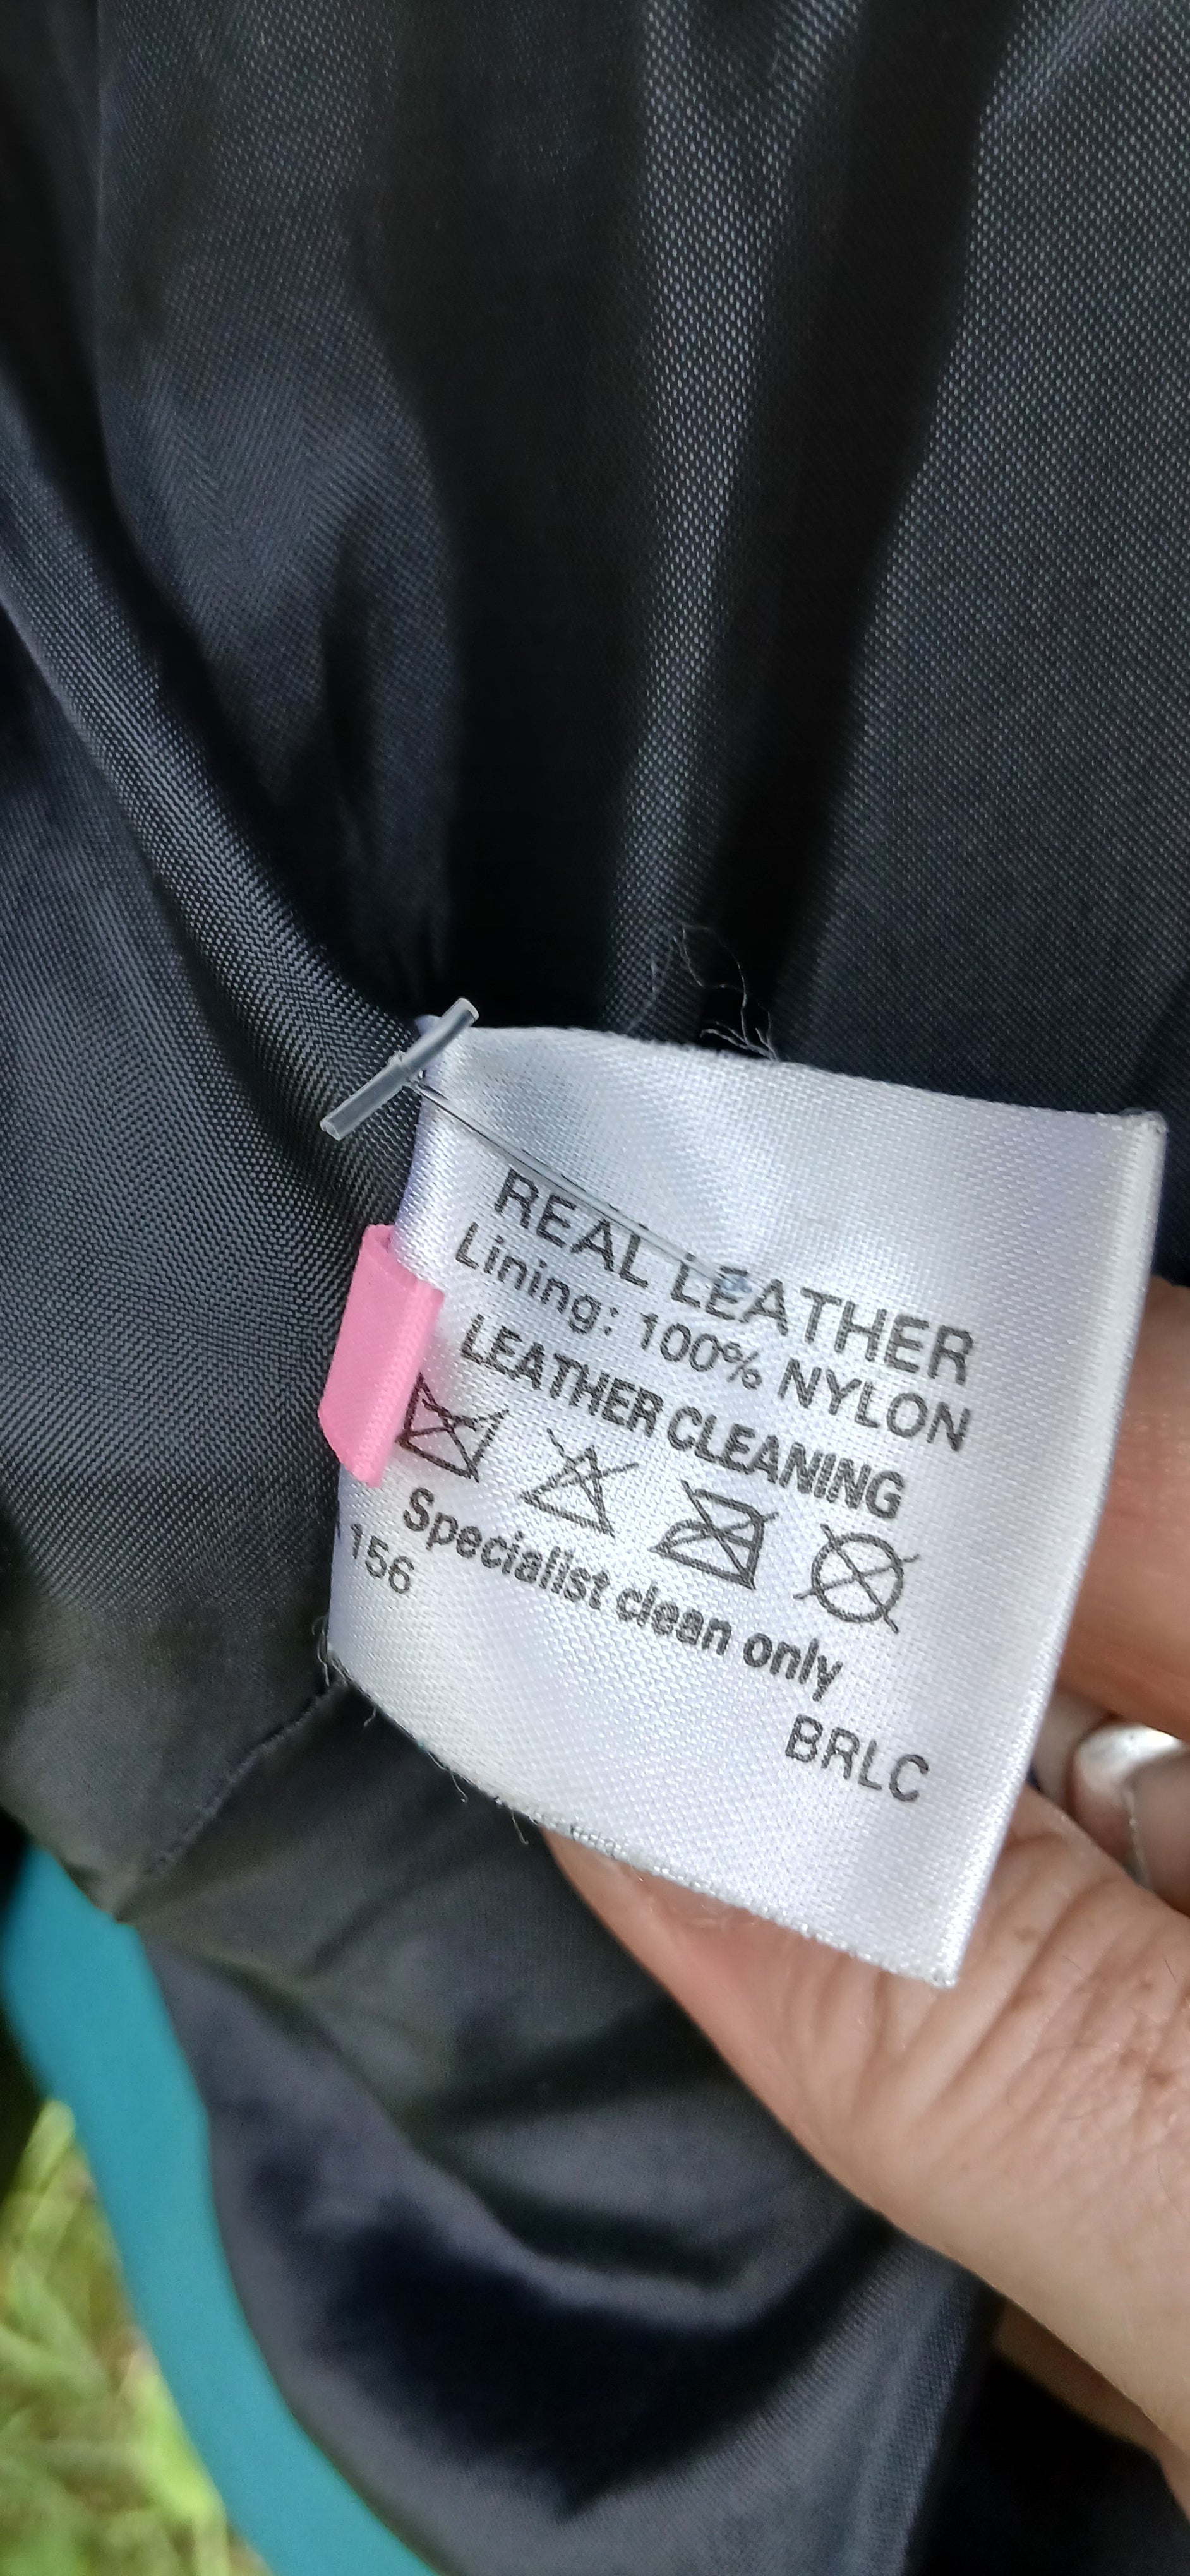 REAL LEATHER
Lining: 100% NYLON
LEATHER CLEANING
Specialist clean only
156
BRLC